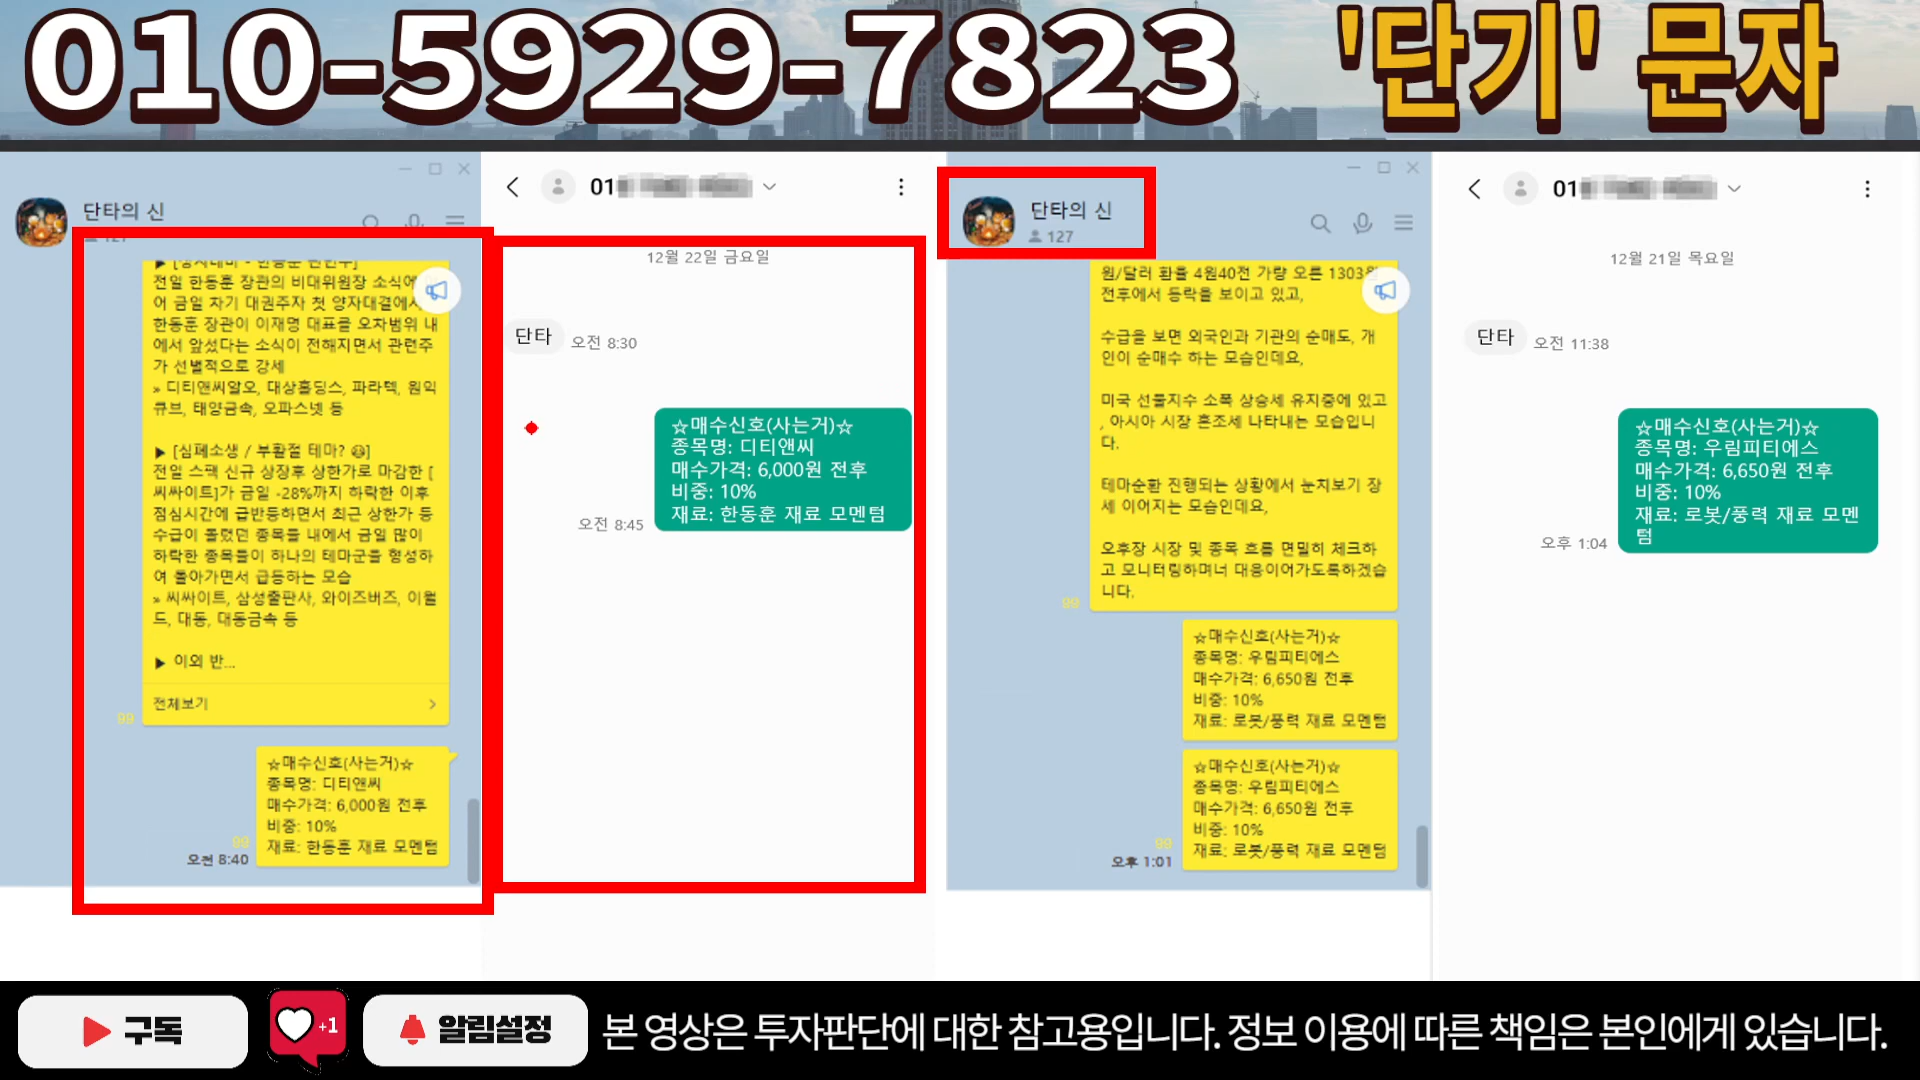 010-5929-7823 '단기' 문자
단타의 신
127
전일 한동훈 장관의 비대위원장 소식에
어 금일 차기 대권주자 첫 양자대결에서
한동훈 장관이 이재명 대표를 오차범위 내
에서 앞섰다는 소식이 전해지면서 관련주
가 선별적으로 강세
» 디티앤씨알오, 대상홀딩스, 파라텍, 원익
큐브, 태양금속, 오파스넷 등
▶ [심폐소생 / 부활절 테마? 😆]
전일 스팩 신규 상장후 상한가로 마감한 [
씨싸이트]가 금일 -28%까지 하락한 이후
점심시간에 급반등하면서 최근 상한가 등
수급이 몰렸던 종목들 내에서 금일 많이
하락한 종목들이 하나의 테마군을 형성하
여 돌아가면서 급등하는 모습
» 씨싸이트, 삼성출판사, 와이즈버즈, 이월
드, 대동, 대동금속 등
▶ 이외 반...
전체보기
99
☆매수신호(사는거)☆
종목명: 디티앤씨
매수가격: 6,000원 전후
비중: 10%
재료: 한동훈 재료 모멘텀
99
오전 8:40
01
12월 22일 금요일
단타 오전 8:30
☆매수신호(사는거)☆
종목명: 디티앤씨
매수가격: 6,000원 전후
비중: 10%
재료: 한동훈 재료 모멘텀
오전 8:45
단타의 신
127
원/달러 환율 4원40전 가량 오른 1303원
전후에서 등락을 보이고 있고,
수급을 보면 외국인과 기관의 순매도, 개
인이 순매수 하는 모습인데요,
미국 선물지수 소폭 상승세 유지중에 있고
, 아시아 시장 혼조세 나타내는 모습입니
다.
테마순환 진행되는 상황에서 눈치보기 장
세 이어지는 모습인데요,
오후장 시장 및 종목 흐름 면밀히 체크하
고 모니터링하며너 대응이어가도록하겠습
니다.
99
☆매수신호(사는거)☆
종목명: 우림피티에스
매수가격: 6,650원 전후
비중: 10%
재료: 로봇/풍력 재료 모멘텀
☆매수신호(사는거)☆
종목명: 우림피티에스
매수가격: 6,650원 전후
비중: 10%
재료: 로봇/풍력 재료 모멘텀
99
오후 1:01
01
12월 21일 목요일
단타 오전 11:38
☆매수신호(사는거)☆
종목명: 우림피티에스
매수가격: 6,650원 전후
비중: 10%
재료: 로봇/풍력 재료 모멘
텀
오후 1:04
구독 +1 알림설정 본 영상은 투자판단에 대한 참고용입니다. 정보 이용에 따른 책임은 본인에게 있습니다.